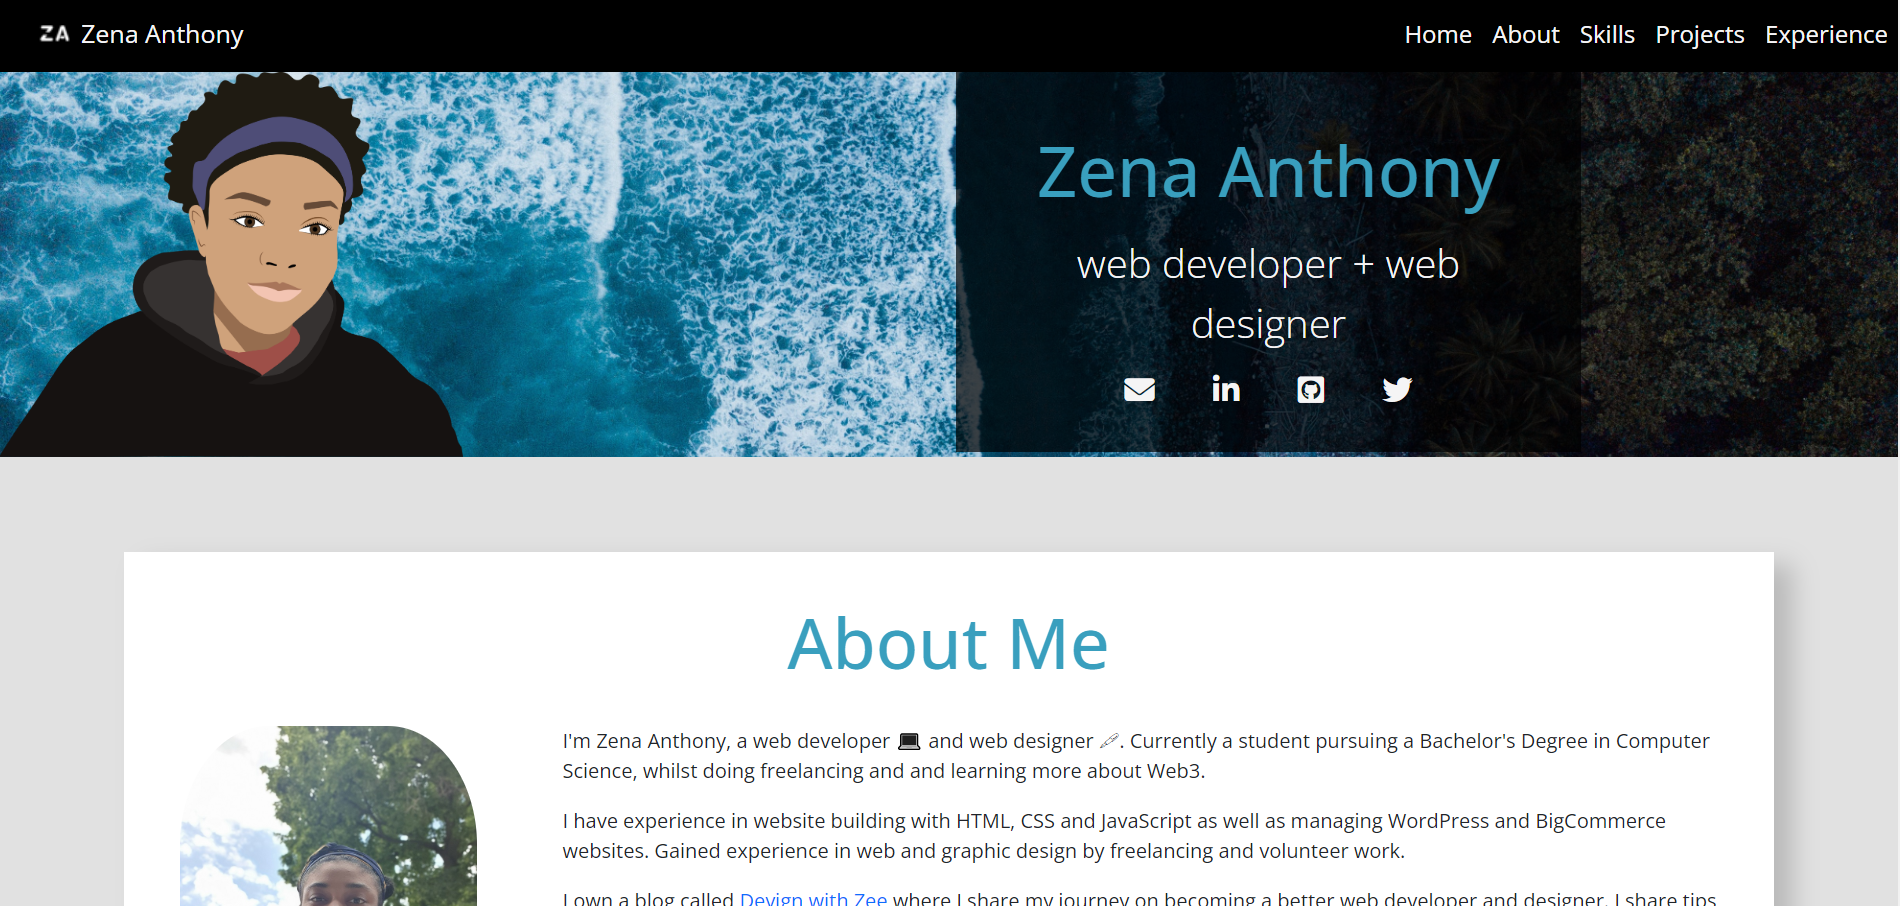 ZA Zena Anthony
Home About Skills Projects Experience
Zena Anthony
web developer + web
designer
About Me
I'm Zena Anthony, a web developer 💻 and web designer 🖊. Currently a student pursuing a Bachelor's Degree in Computer
Science, whilst doing freelancing and and learning more about Web3.
I have experience in website building with HTML, CSS and JavaScript as well as managing WordPress and BigCommerce
websites. Gained experience in web and graphic design by freelancing and volunteer work.
I own a blog called Devign with Zee where I share my journey on becoming a better web developer and designer. I share tips